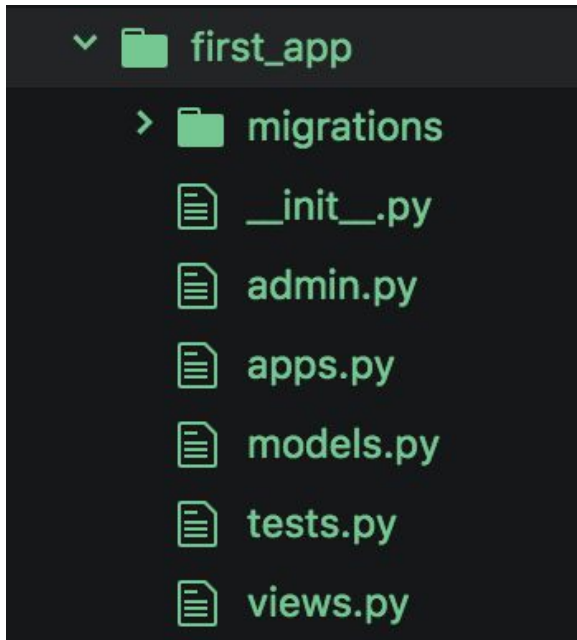 first_app
migrations
__init__.py
admin.py
apps.py
models.py
tests.py
views.py